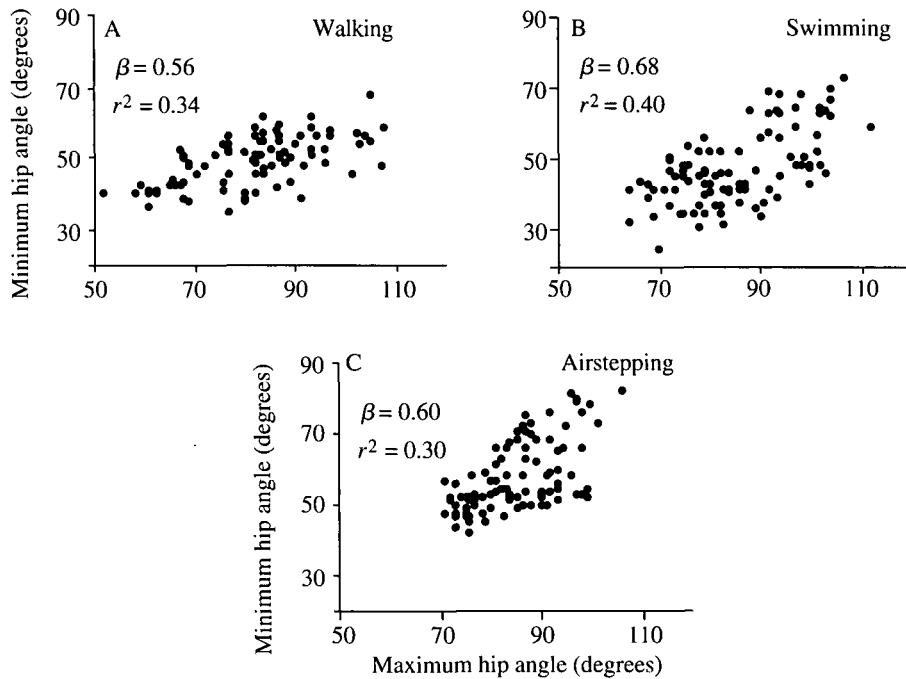 A Walking
β = 0.56
r² = 0.34
Minimum hip angle (degrees)
90
70
50
30
50 70 90 110
B Swimming
β = 0.68
r² = 0.40
90
70
50
30
50 70 90 110
C Airstepping
β = 0.60
r² = 0.30
Minimum hip angle (degrees)
90
70
50
30
50 70 90 110
Maximum hip angle (degrees)